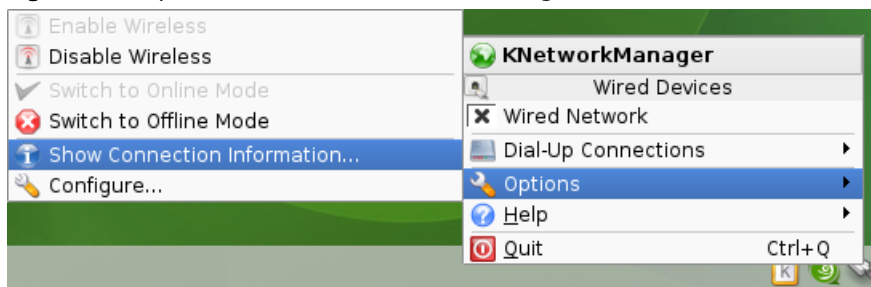 Enable Wireless
Disable Wireless
Switch to Online Mode
Switch to Offline Mode
Show Connection Information...
Configure...
KNetworkManager
Wired Devices
Wired Network
Dial-Up Connections
Options
Help
Quit Ctrl+Q
K